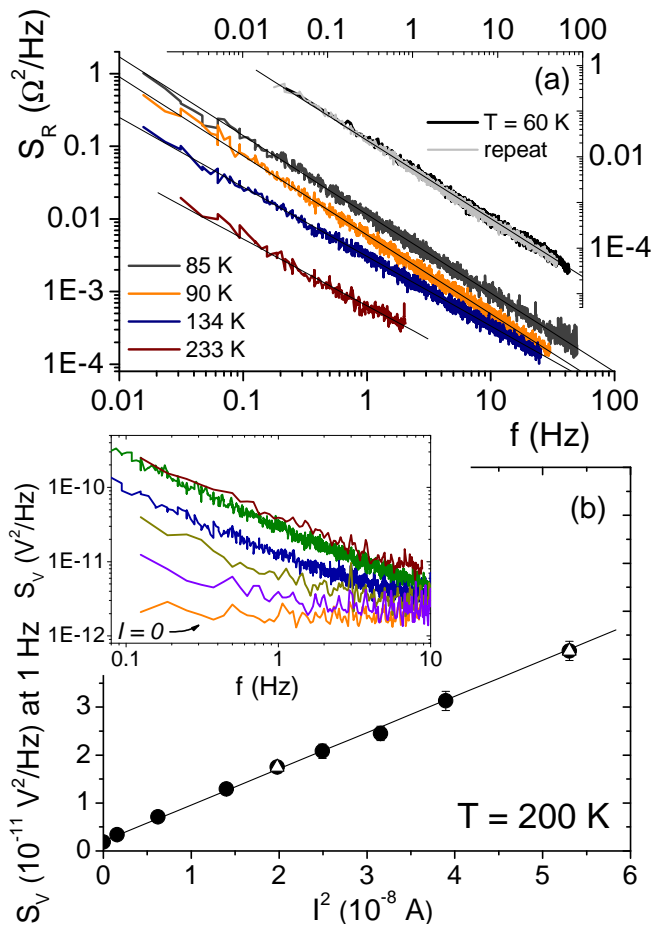 0.01 0.1 1 10 100
(a)
1
0.1
0.01
1E-3
1E-4
S_R (Ω²/Hz)
1
0.01
1E-4
T = 60 K
repeat
85 K
90 K
134 K
233 K
0.01 0.1 1 10 100
f (Hz)
(b)
1E-10
1E-11
1E-12
S_V (V²/Hz)
I = 0
0.1 1 10
f (Hz)
3
2
1
0
S_V (10⁻¹¹ V²/Hz) at 1 Hz
T = 200 K
0 1 2 3 4 5 6
I² (10⁻⁸ A)